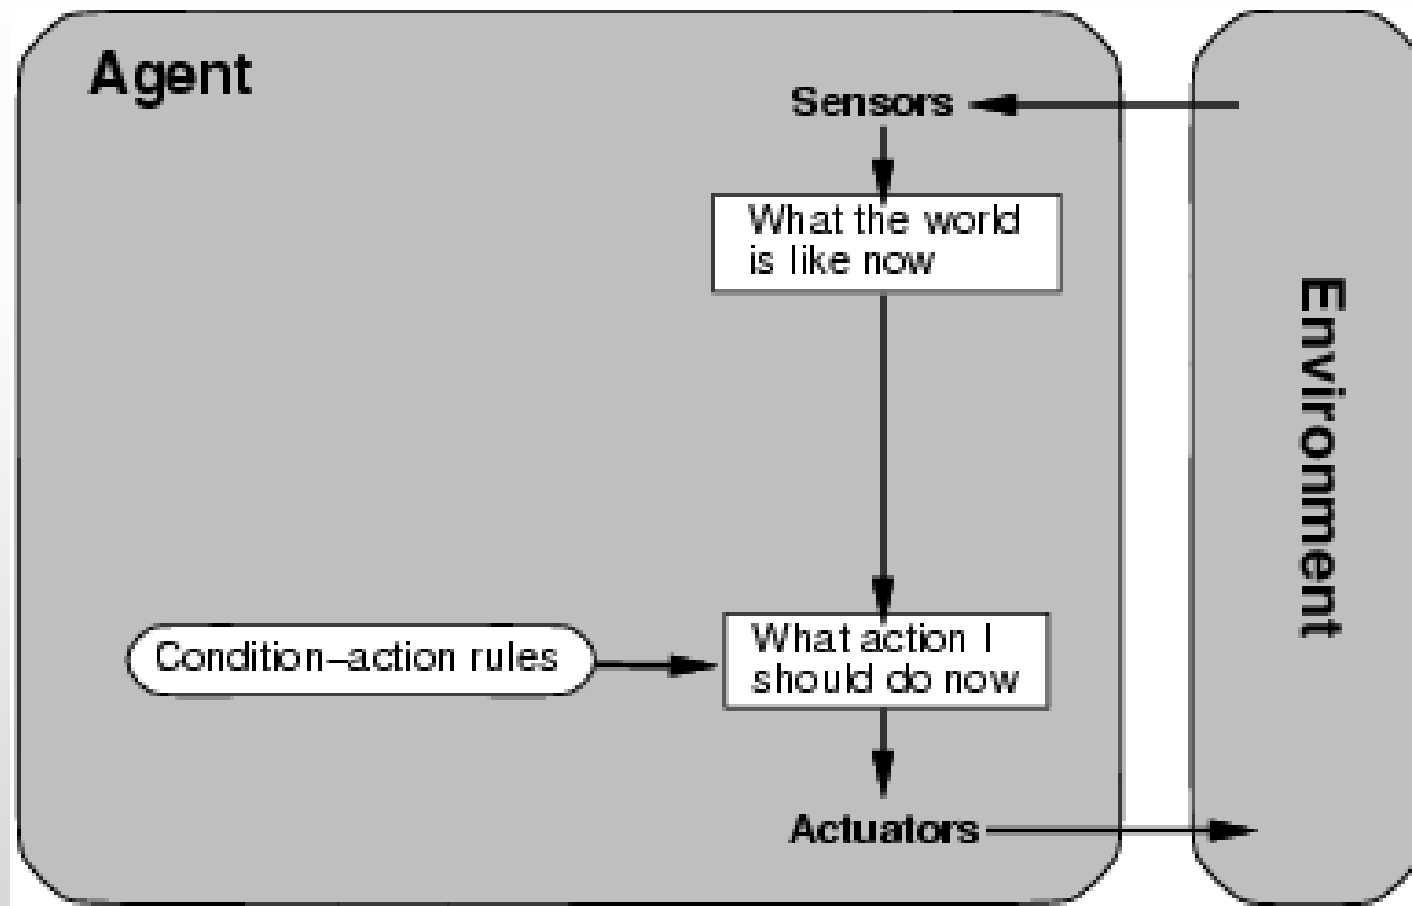 Agent
Sensors
What the world
is like now
Environment
Condition–action rules
What action I
should do now
Actuators